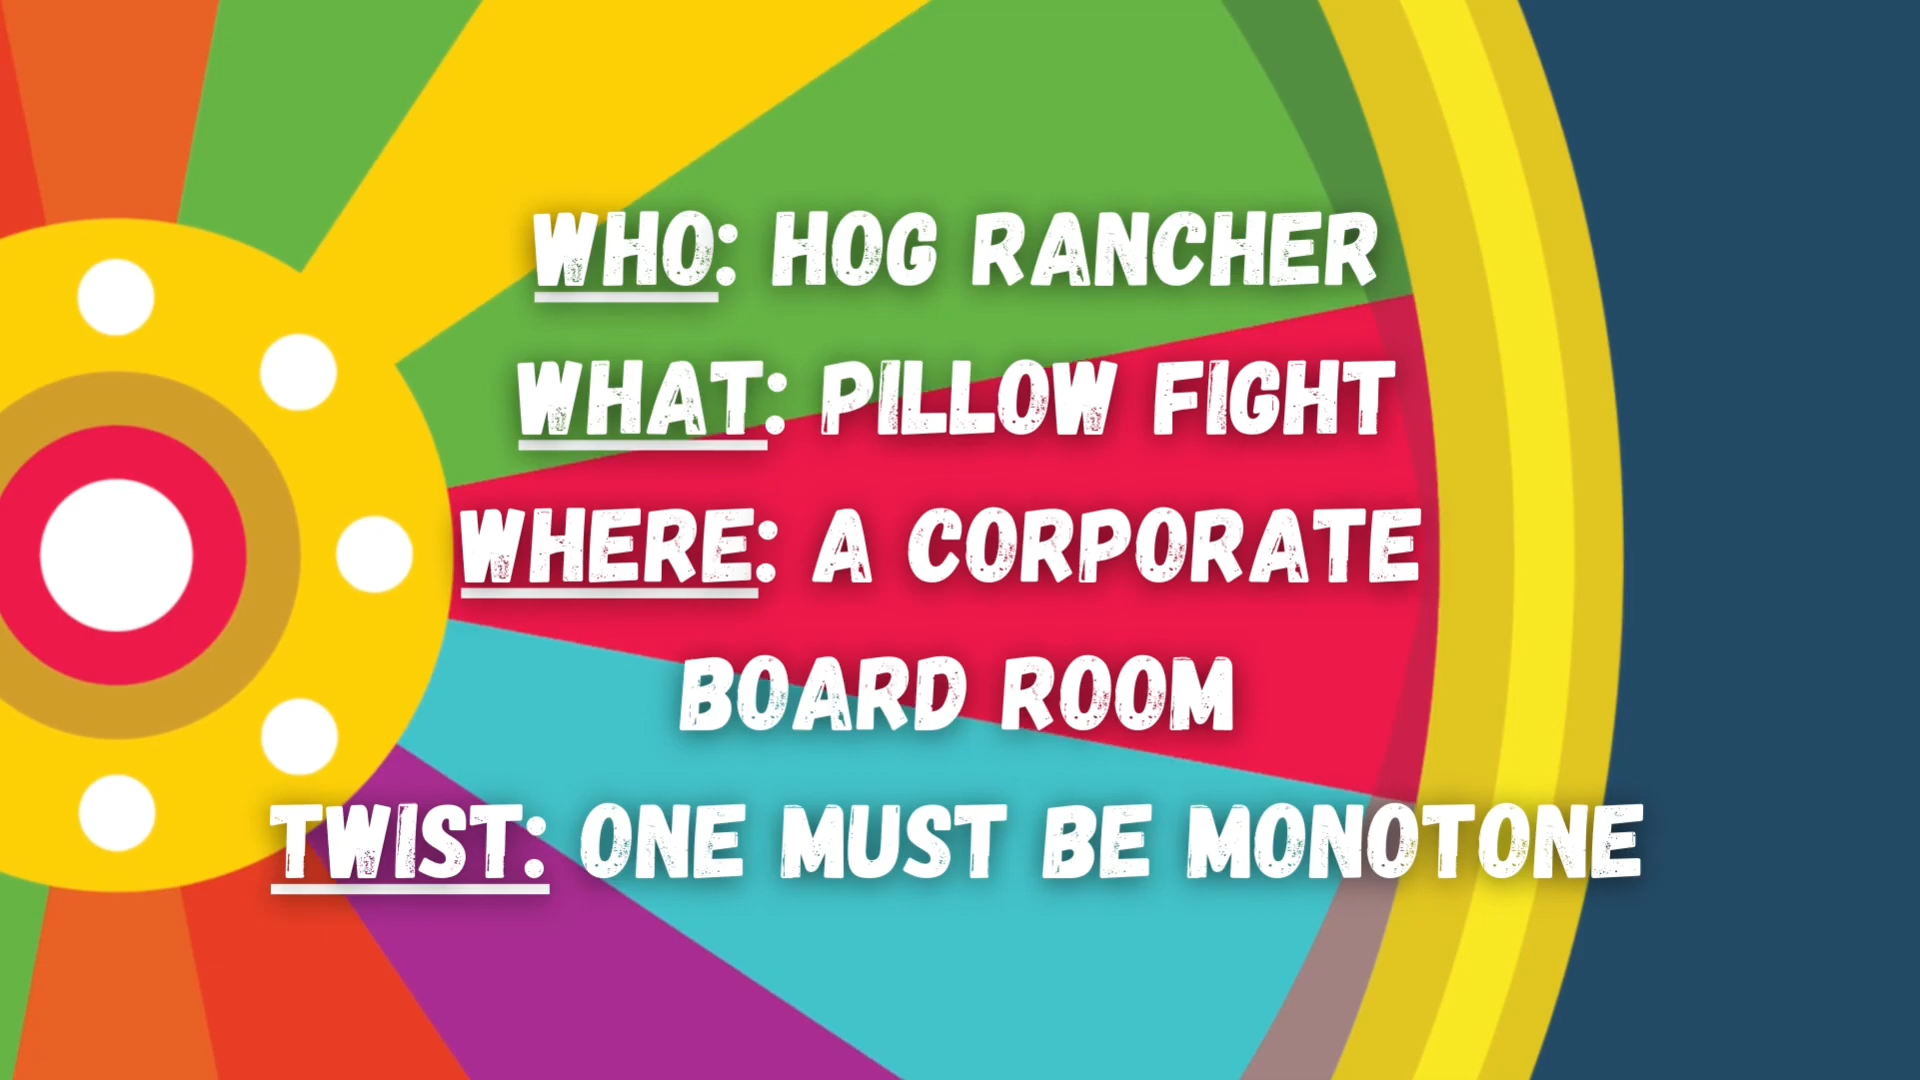 WHO: HOG RANCHER
WHAT: PILLOW FIGHT
WHERE: A CORPORATE
BOARD ROOM
TWIST: ONE MUST BE MONOTONE